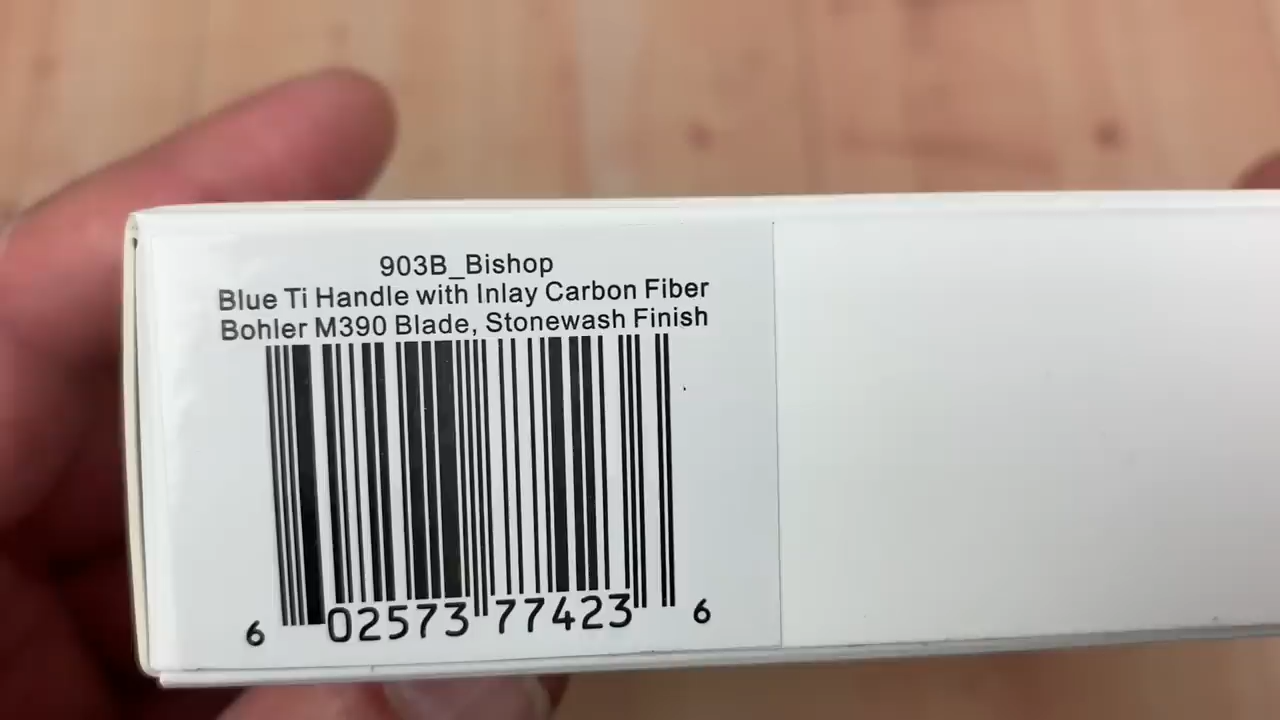 903B_Bishop
Blue Ti Handle with Inlay Carbon Fiber
Bohler M390 Blade, Stonewash Finish
6 02573 77423 6